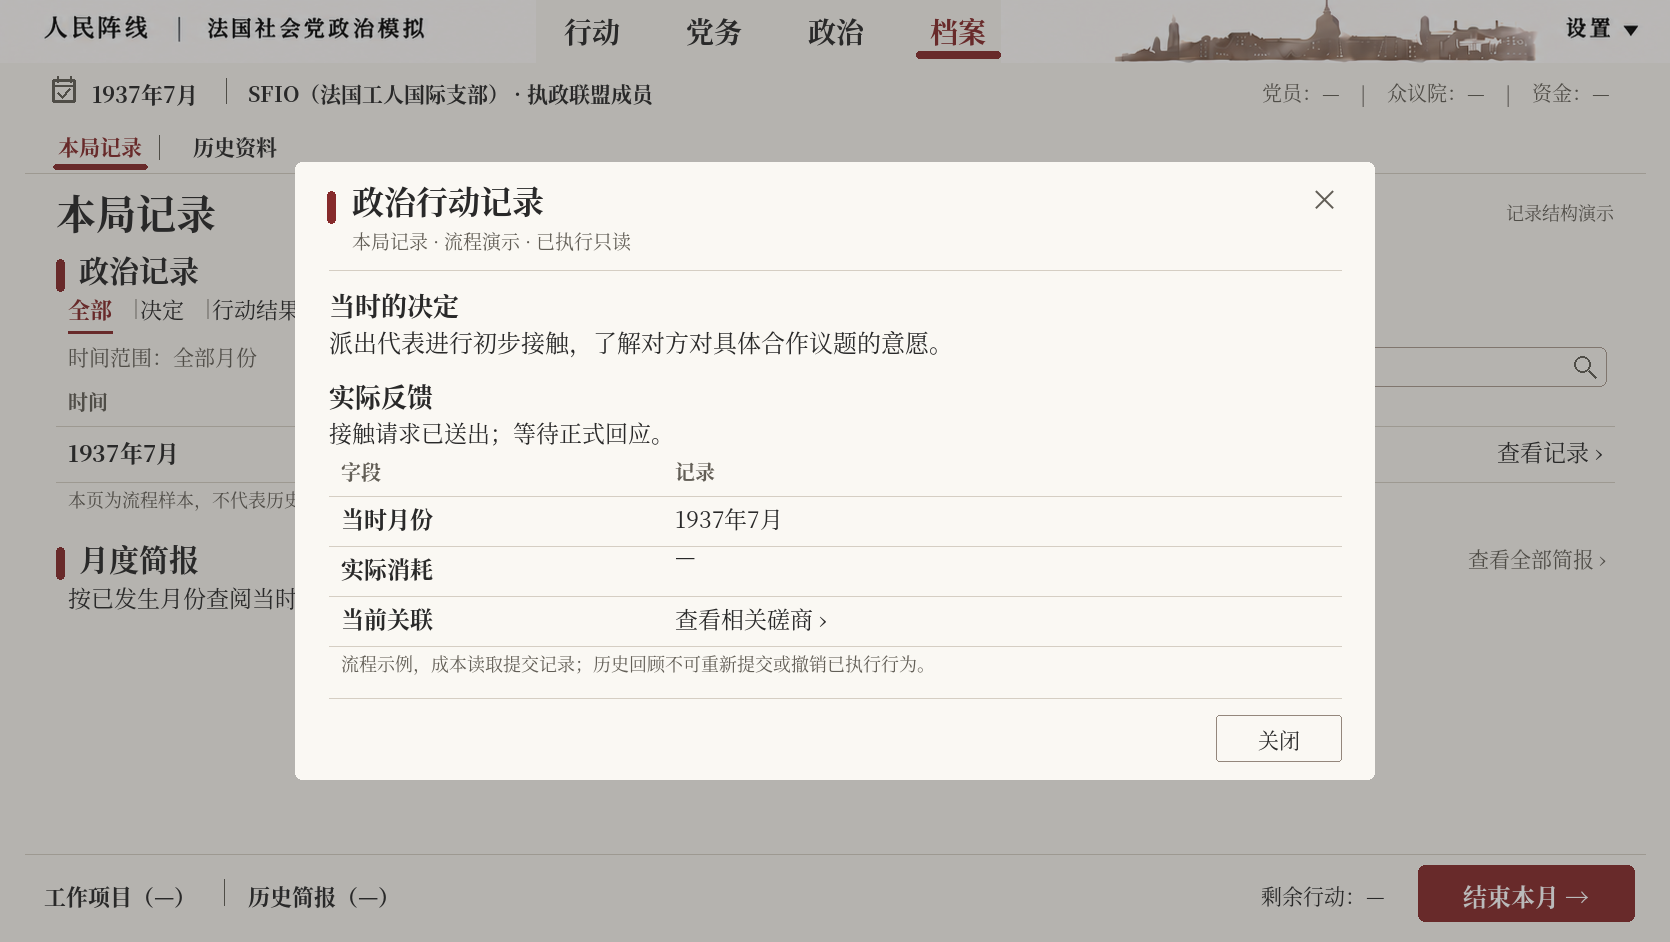 人民阵线 | 法国社会党政治模拟
行动 党务 政治 档案
设置 ▼
1937年7月 | SFIO（法国工人国际支部）· 执政联盟成员
党员：— | 众议院：— | 资金：—
本局记录 | 历史资料
本局记录
记录结构演示
政治记录
全部 | 决定 | 行动结果
时间范围：全部月份
时间
1937年7月
查看记录 ›
本页为流程样本，不代表历史
月度简报
查看全部简报 ›
按已发生月份查阅当时
政治行动记录
本局记录 · 流程演示 · 已执行只读
当时的决定
派出代表进行初步接触，了解对方对具体合作议题的意愿。
实际反馈
接触请求已送出；等待正式回应。
字段 记录
当时月份 1937年7月
实际消耗 —
当前关联 查看相关磋商 ›
流程示例，成本读取提交记录；历史回顾不可重新提交或撤销已执行行为。
关闭
工作项目（—） | 历史简报（—）
剩余行动：—
结束本月 →